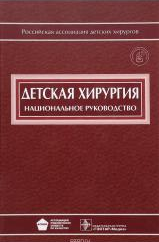 Российская ассоциация детских хирургов
ДЕТСКАЯ ХИРУРГИЯ
НАЦИОНАЛЬНОЕ РУКОВОДСТВО